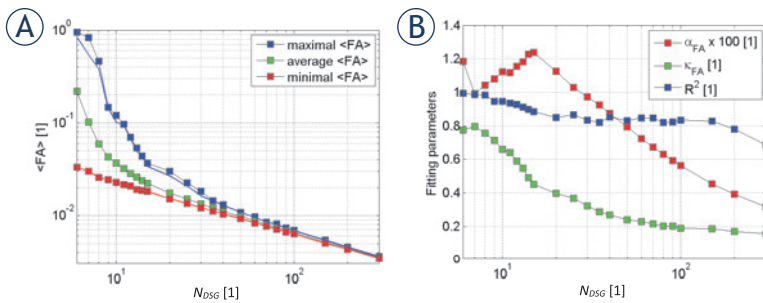 A
10⁰
10⁻¹
10⁻²
<FA> [1]
maximal <FA>
average <FA>
minimal <FA>
10¹
10²
N_DSG [1]
B
1.4
1.2
1
0.8
0.6
0.4
0.2
0
Fitting parameters
α_FA x 100 [1]
κ_FA [1]
R² [1]
10¹
10²
N_DSG [1]